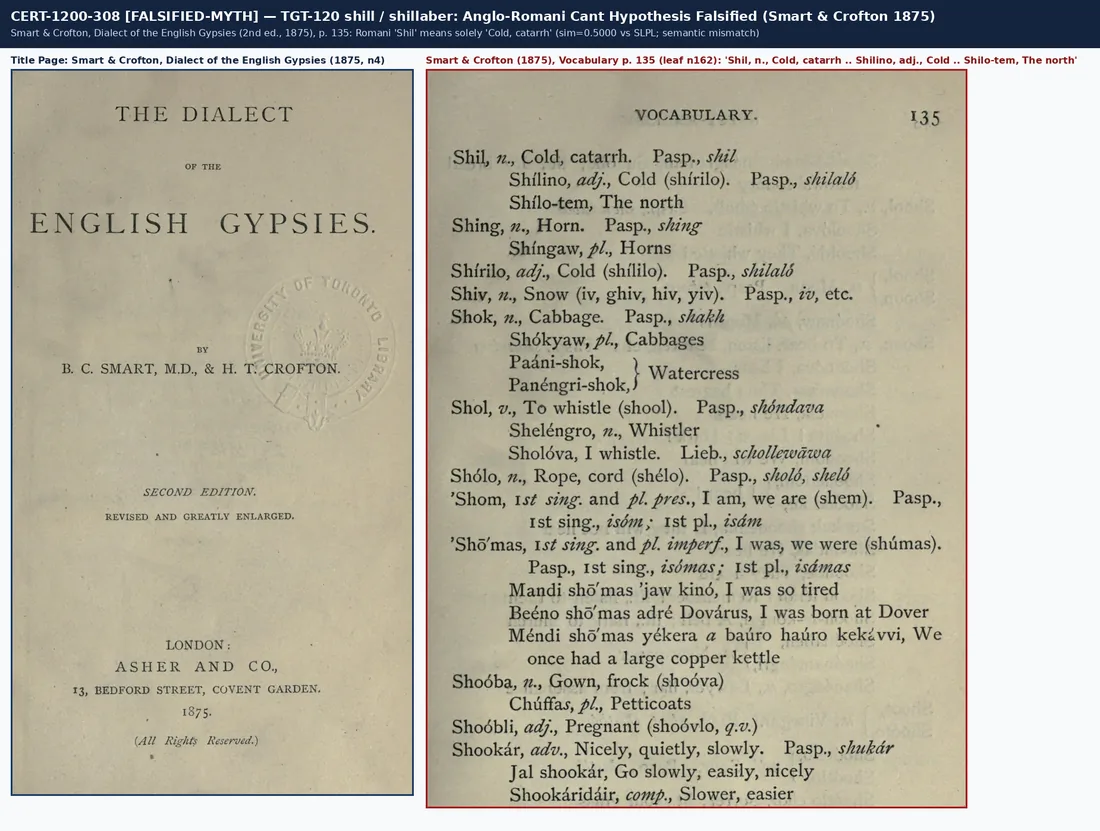 CERT-1200-308 [FALSIFIED-MYTH] — TGT-120 shill / shillaber: Anglo-Romani Cant Hypothesis Falsified (Smart & Crofton 1875)
Smart & Crofton, Dialect of the English Gypsies (2nd ed., 1875), p. 135: Romani 'Shil' means solely 'Cold, catarrh' (sim=0.5000 vs SLPL; semantic mismatch)
Title Page: Smart & Crofton, Dialect of the English Gypsies (1875, n4)
THE DIALECT
OF THE
ENGLISH GYPSIES.
BY
B. C. SMART, M.D., & H. T. CROFTON.
UNIVERSITY OF TORONTO LIBRARY
SECOND EDITION.
REVISED AND GREATLY ENLARGED.
LONDON:
ASHER AND CO.,
13, BEDFORD STREET, COVENT GARDEN.
1875.
(All Rights Reserved.)
Smart & Crofton (1875), Vocabulary p. 135 (leaf n162): 'Shil, n., Cold, catarrh .. Shilino, adj., Cold .. Shilo-tem, The north'
VOCABULARY. 135
Shil, n., Cold, catarrh. Pasp., shil
Shílino, adj., Cold (shírilo). Pasp., shilaló
Shílo-tem, The north
Shing, n., Horn. Pasp., shing
Shíngaw, pl., Horns
Shírilo, adj., Cold (shílilo). Pasp., shilaló
Shiv, n., Snow (iv, ghiv, hiv, yiv). Pasp., iv, etc.
Shok, n., Cabbage. Pasp., shakh
Shókyaw, pl., Cabbages
Paáni-shok,
Panéngri-shok, } Watercress
Shol, v., To whistle (shool). Pasp., shóndava
Sheléngro, n., Whistler
Sholóva, I whistle. Lieb., schollewāwa
Shólo, n., Rope, cord (shélo). Pasp., sholó, sheló
'Shom, 1st sing. and pl. pres., I am, we are (shem). Pasp.,
1st sing., isóm; 1st pl., isám
'Shō′mas, 1st sing. and pl. imperf., I was, we were (shúmas).
Pasp., 1st sing., isómas; 1st pl., isámas
Mandi shō′mas 'jaw kinó, I was so tired
Beéno shō′mas adré Dovárus, I was born at Dover
Méndi shō′mas yékera a baúro haúro kekávvi, We
once had a large copper kettle
Shoóba, n., Gown, frock (shoóva)
Chúffas, pl., Petticoats
Shoóbli, adj., Pregnant (shoóvlo, q.v.)
Shookár, adv., Nicely, quietly, slowly. Pasp., shukár
Jal shookár, Go slowly, easily, nicely
Shookáridáir, comp., Slower, easier